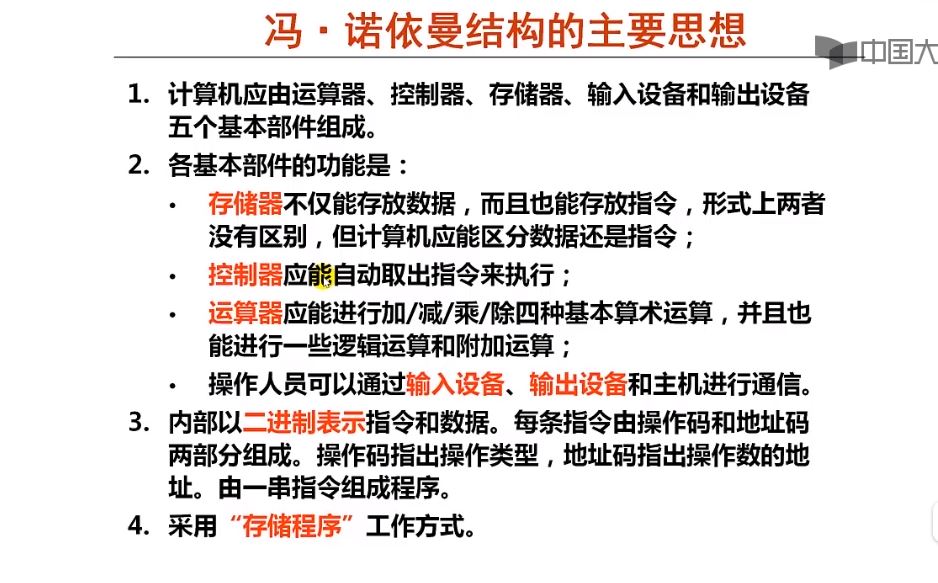 冯·诺依曼结构的主要思想
中国大
1. 计算机应由运算器、控制器、存储器、输入设备和输出设备
五个基本部件组成。
2. 各基本部件的功能是：
• 存储器不仅能存放数据，而且也能存放指令，形式上两者
没有区别，但计算机应能区分数据还是指令；
• 控制器应能自动取出指令来执行；
• 运算器应能进行加/减/乘/除四种基本算术运算，并且也
能进行一些逻辑运算和附加运算；
• 操作人员可以通过输入设备、输出设备和主机进行通信。
3. 内部以二进制表示指令和数据。每条指令由操作码和地址码
两部分组成。操作码指出操作类型，地址码指出操作数的地
址。由一串指令组成程序。
4. 采用“存储程序”工作方式。